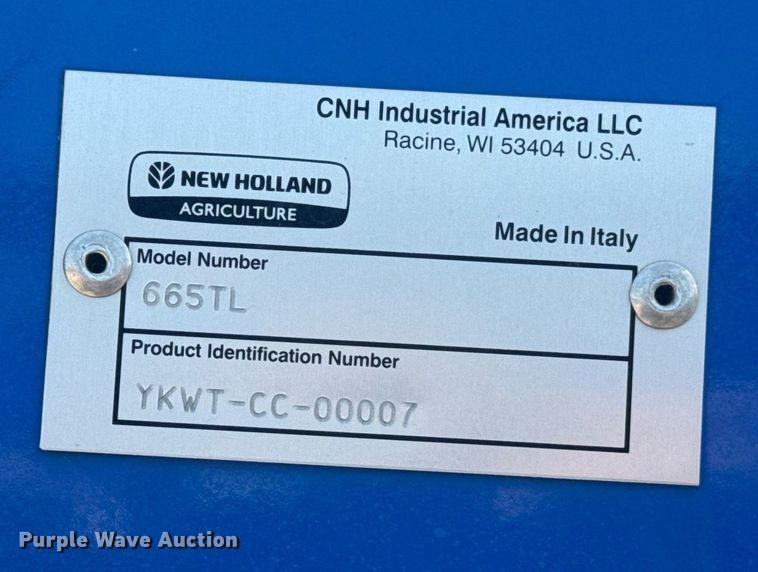 CNH Industrial America LLC
Racine, WI 53404 U.S.A.
NEW HOLLAND
AGRICULTURE
Made In Italy
Model Number
665TL
Product Identification Number
YKWT-CC-00007
Purple Wave Auction